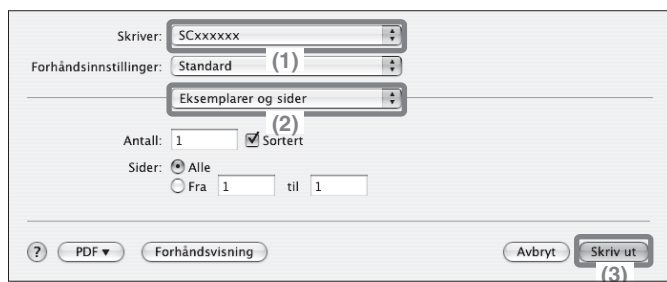 Skriver: SCxxxxxx
(1)
Forhåndsinnstillinger: Standard
Eksemplarer og sider
(2)
Antall: 1 Sortert
Sider: Alle
Fra 1 til 1
? PDF ▼ Forhåndsvisning Avbryt Skriv ut
(3)